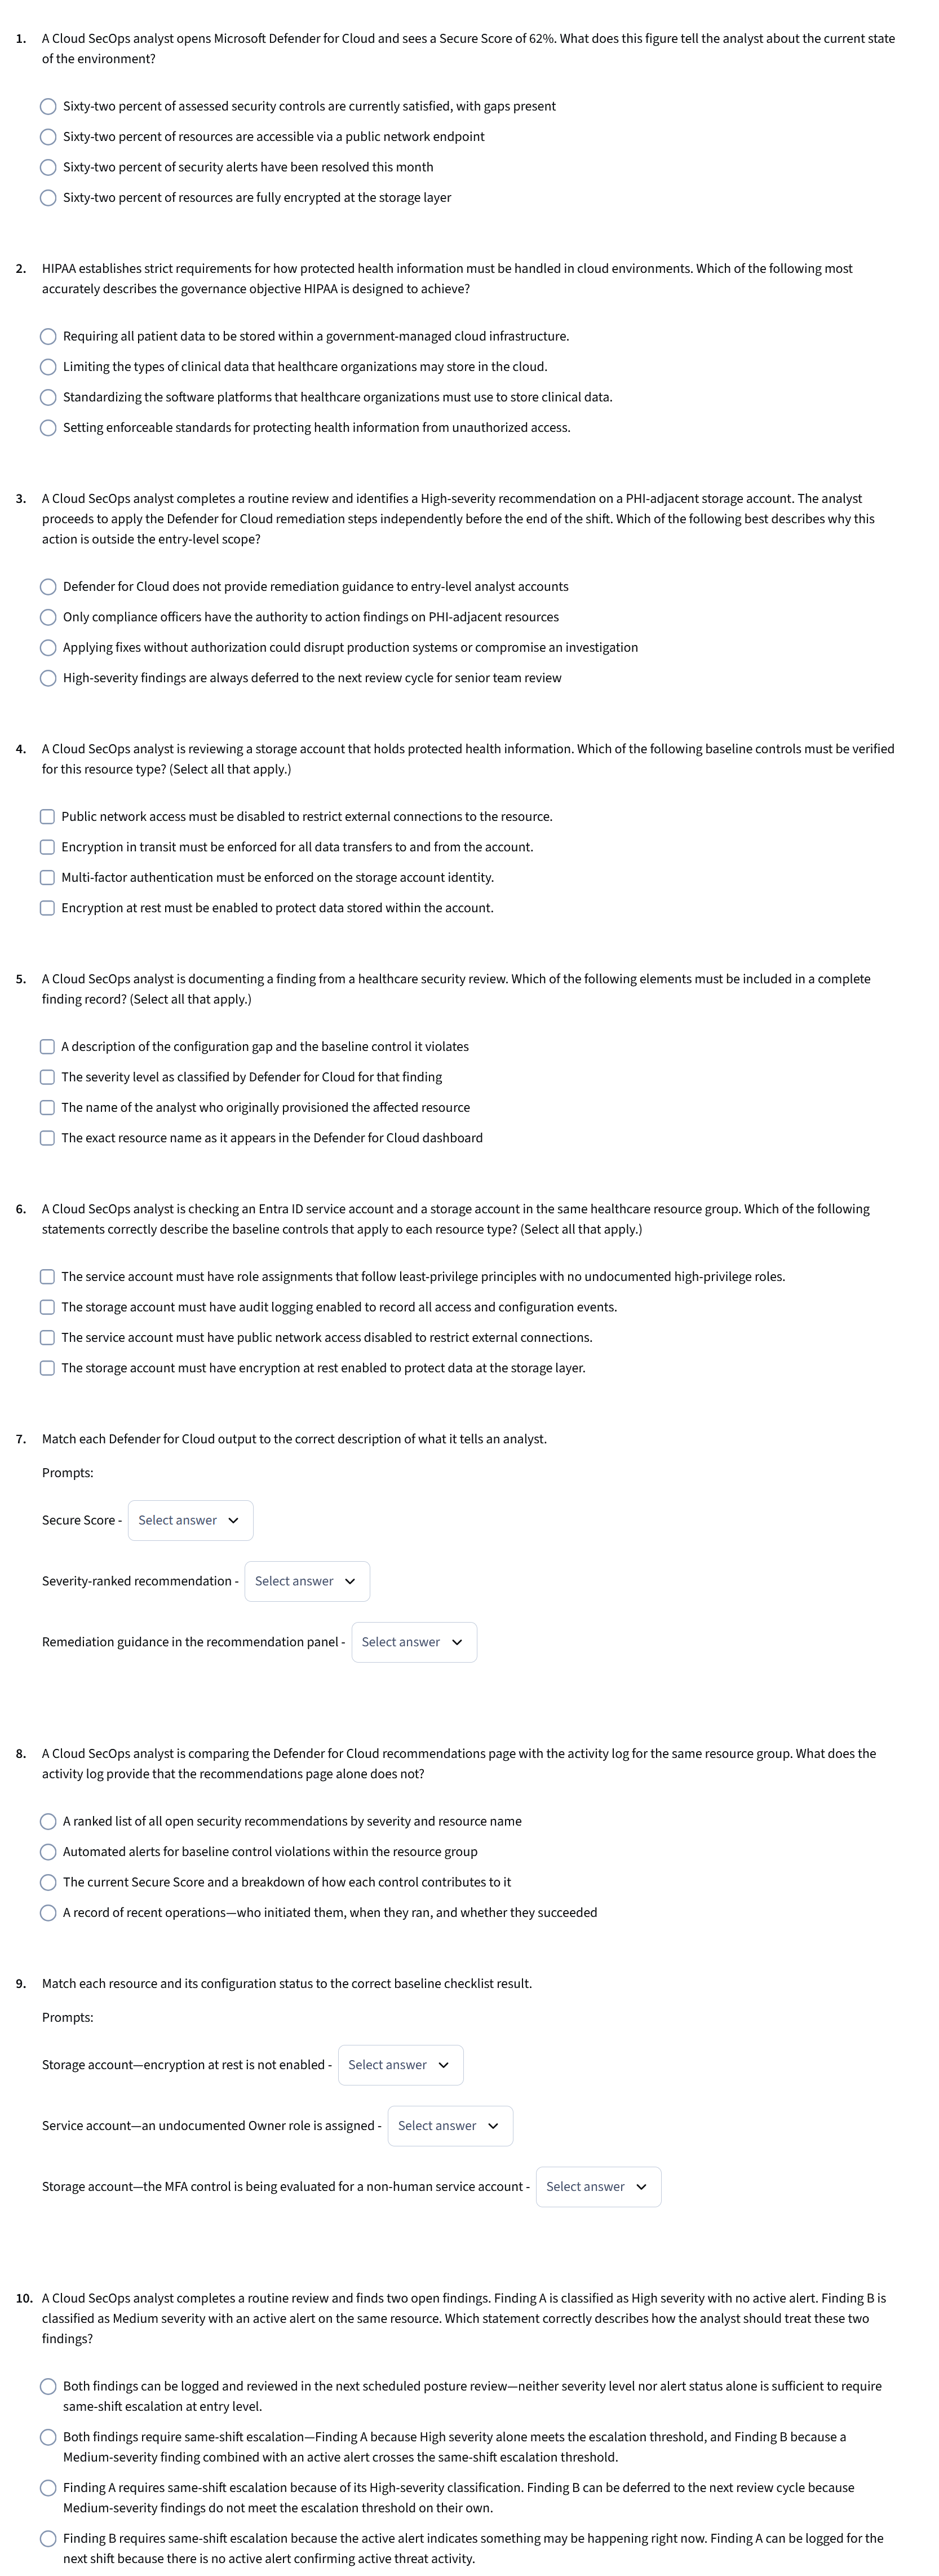 1. A Cloud SecOps analyst opens Microsoft Defender for Cloud and sees a Secure Score of 62%. What does this figure tell the analyst about the current state
of the environment?
Sixty-two percent of assessed security controls are currently satisfied, with gaps present
Sixty-two percent of resources are accessible via a public network endpoint
Sixty-two percent of security alerts have been resolved this month
Sixty-two percent of resources are fully encrypted at the storage layer
2. HIPAA establishes strict requirements for how protected health information must be handled in cloud environments. Which of the following most
accurately describes the governance objective HIPAA is designed to achieve?
Requiring all patient data to be stored within a government-managed cloud infrastructure.
Limiting the types of clinical data that healthcare organizations may store in the cloud.
Standardizing the software platforms that healthcare organizations must use to store clinical data.
Setting enforceable standards for protecting health information from unauthorized access.
3. A Cloud SecOps analyst completes a routine review and identifies a High-severity recommendation on a PHI-adjacent storage account. The analyst
proceeds to apply the Defender for Cloud remediation steps independently before the end of the shift. Which of the following best describes why this
action is outside the entry-level scope?
Defender for Cloud does not provide remediation guidance to entry-level analyst accounts
Only compliance officers have the authority to action findings on PHI-adjacent resources
Applying fixes without authorization could disrupt production systems or compromise an investigation
High-severity findings are always deferred to the next review cycle for senior team review
4. A Cloud SecOps analyst is reviewing a storage account that holds protected health information. Which of the following baseline controls must be verified
for this resource type? (Select all that apply.)
Public network access must be disabled to restrict external connections to the resource.
Encryption in transit must be enforced for all data transfers to and from the account.
Multi-factor authentication must be enforced on the storage account identity.
Encryption at rest must be enabled to protect data stored within the account.
5. A Cloud SecOps analyst is documenting a finding from a healthcare security review. Which of the following elements must be included in a complete
finding record? (Select all that apply.)
A description of the configuration gap and the baseline control it violates
The severity level as classified by Defender for Cloud for that finding
The name of the analyst who originally provisioned the affected resource
The exact resource name as it appears in the Defender for Cloud dashboard
6. A Cloud SecOps analyst is checking an Entra ID service account and a storage account in the same healthcare resource group. Which of the following
statements correctly describe the baseline controls that apply to each resource type? (Select all that apply.)
The service account must have role assignments that follow least-privilege principles with no undocumented high-privilege roles.
The storage account must have audit logging enabled to record all access and configuration events.
The service account must have public network access disabled to restrict external connections.
The storage account must have encryption at rest enabled to protect data at the storage layer.
7. Match each Defender for Cloud output to the correct description of what it tells an analyst.
Prompts:
Secure Score - Select answer
Severity-ranked recommendation - Select answer
Remediation guidance in the recommendation panel - Select answer
8. A Cloud SecOps analyst is comparing the Defender for Cloud recommendations page with the activity log for the same resource group. What does the
activity log provide that the recommendations page alone does not?
A ranked list of all open security recommendations by severity and resource name
Automated alerts for baseline control violations within the resource group
The current Secure Score and a breakdown of how each control contributes to it
A record of recent operations—who initiated them, when they ran, and whether they succeeded
9. Match each resource and its configuration status to the correct baseline checklist result.
Prompts:
Storage account—encryption at rest is not enabled - Select answer
Service account—an undocumented Owner role is assigned - Select answer
Storage account—the MFA control is being evaluated for a non-human service account - Select answer
10. A Cloud SecOps analyst completes a routine review and finds two open findings. Finding A is classified as High severity with no active alert. Finding B is
classified as Medium severity with an active alert on the same resource. Which statement correctly describes how the analyst should treat these two
findings?
Both findings can be logged and reviewed in the next scheduled posture review—neither severity level nor alert status alone is sufficient to require
same-shift escalation at entry level.
Both findings require same-shift escalation—Finding A because High severity alone meets the escalation threshold, and Finding B because a
Medium-severity finding combined with an active alert crosses the same-shift escalation threshold.
Finding A requires same-shift escalation because of its High-severity classification. Finding B can be deferred to the next review cycle because
Medium-severity findings do not meet the escalation threshold on their own.
Finding B requires same-shift escalation because the active alert indicates something may be happening right now. Finding A can be logged for the
next shift because there is no active alert confirming active threat activity.